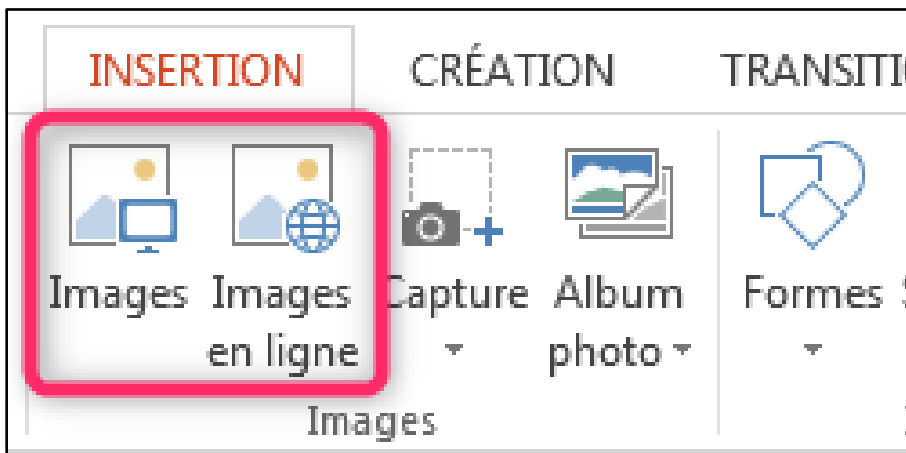 INSERTION CRÉATION
Images Images Capture Album Formes
en ligne photo
Images